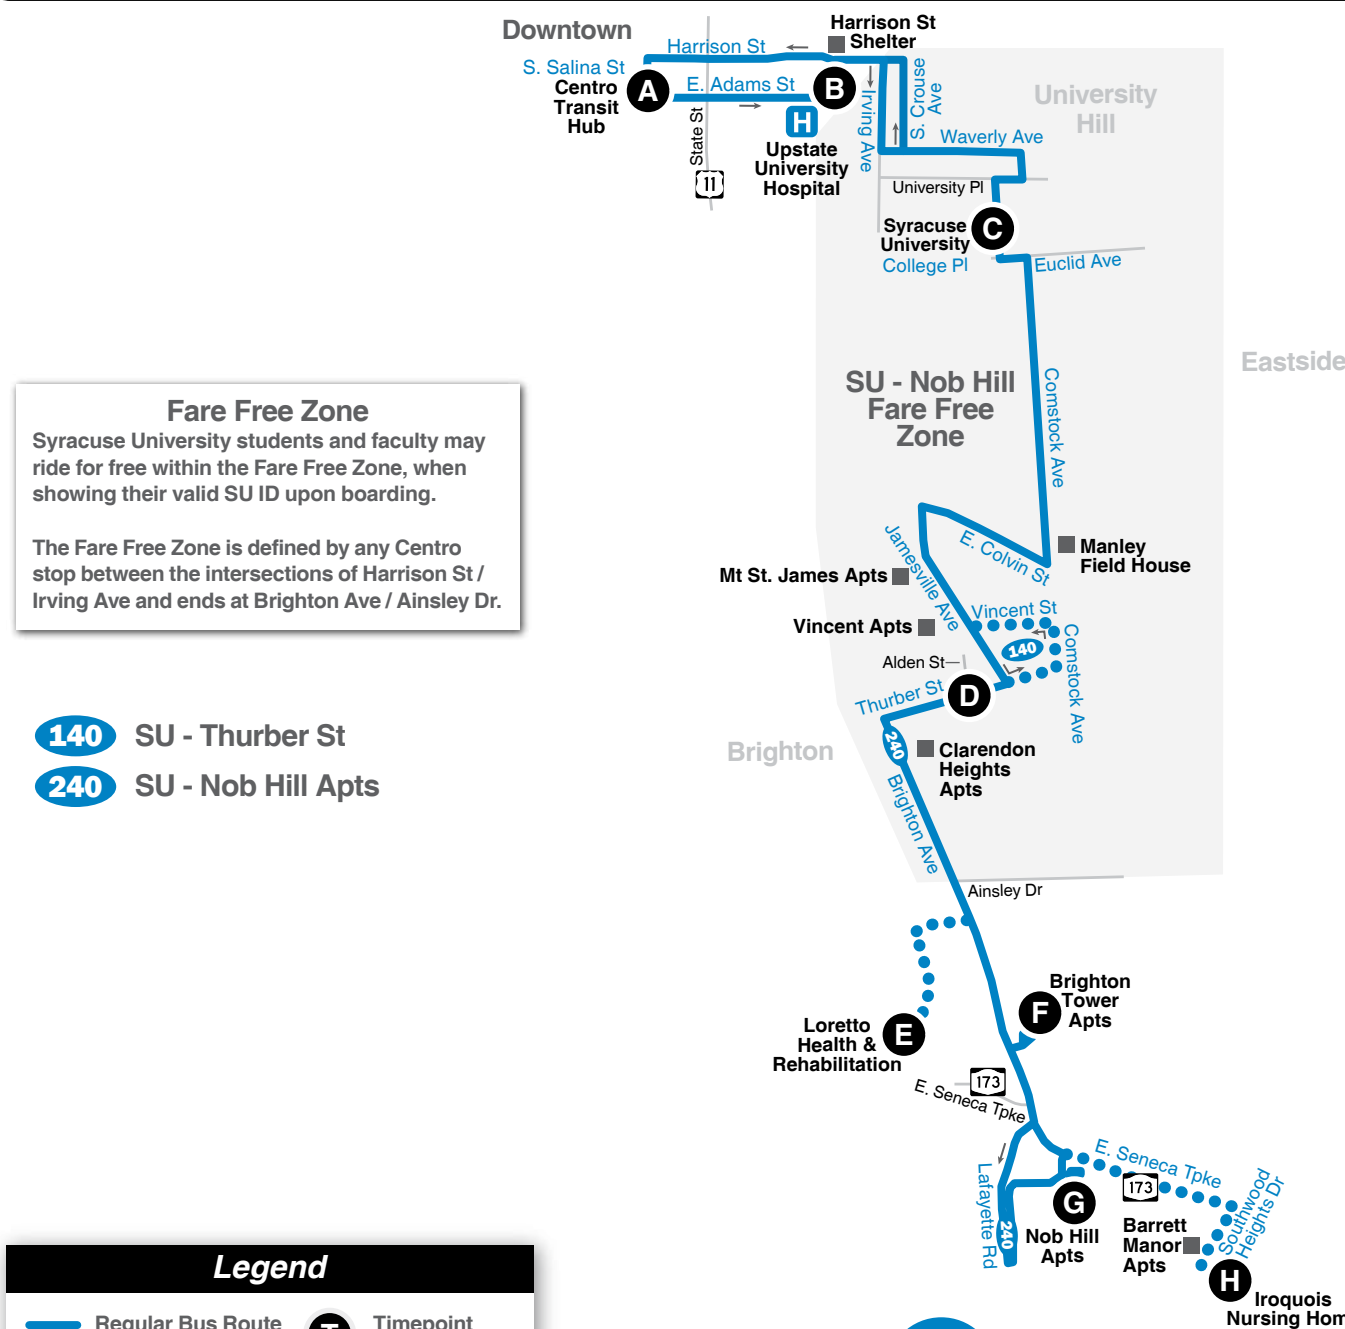 Downtown
Harrison St
Shelter
Harrison St
S. Salina St
Centro
Transit
Hub
A
E. Adams St
B
H
Upstate
University
Hospital
State St
11
Irving Ave
S. Crouse
Ave
University
Hill
Waverly Ave
University Pl
Syracuse
University
C
College Pl
Euclid Ave
Eastside
SU - Nob Hill
Fare Free
Zone
Comstock Ave
Fare Free Zone
Syracuse University students and faculty may
ride for free within the Fare Free Zone, when
showing their valid SU ID upon boarding.
The Fare Free Zone is defined by any Centro
stop between the intersections of Harrison St /
Irving Ave and ends at Brighton Ave / Ainsley Dr.
E. Colvin St
Manley
Field House
Jamesville Ave
Mt St. James Apts
Vincent St
Vincent Apts
140
Comstock Ave
Alden St
Thurber St
D
140 SU - Thurber St
240 SU - Nob Hill Apts
Brighton
240
Clarendon
Heights
Apts
Brighton Ave
Ainsley Dr
Brighton
Tower
Apts
F
Loretto
Health &
Rehabilitation
E
173
E. Seneca Tpke
E. Seneca Tpke
173
Lafayette Rd
240
G
Nob Hill
Apts
Barrett
Manor
Apts
Southwood
Heights Dr
H
Iroquois
Nursing Hom
Legend
Regular Bus Route
T
Timepoint